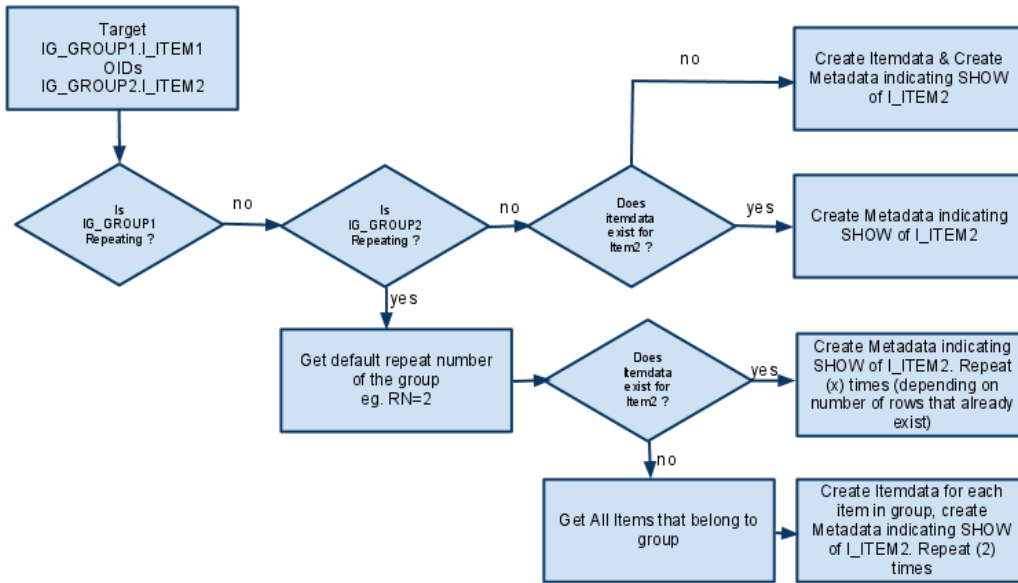 Target
IG_GROUP1.I_ITEM1
OIDs
IG_GROUP2.I_ITEM2
Is
IG_GROUP1
Repeating ?
no
Is
IG_GROUP2
Repeating ?
no
Does
itemdata
exist for
Item2 ?
no
Create Itemdata & Create
Metadata indicating SHOW
of I_ITEM2
yes
Create Metadata indicating
SHOW of I_ITEM2
yes
Get default repeat number
of the group
eg. RN=2
Does
Itemdata
exist for
Item2 ?
yes
Create Metadata indicating
SHOW of I_ITEM2. Repeat
(x) times (depending on
number of rows that already
exist)
no
Get All Items that belong to
group
Create Itemdata for each
item in group, create
Metadata indicating SHOW
of I_ITEM2. Repeat (2)
times